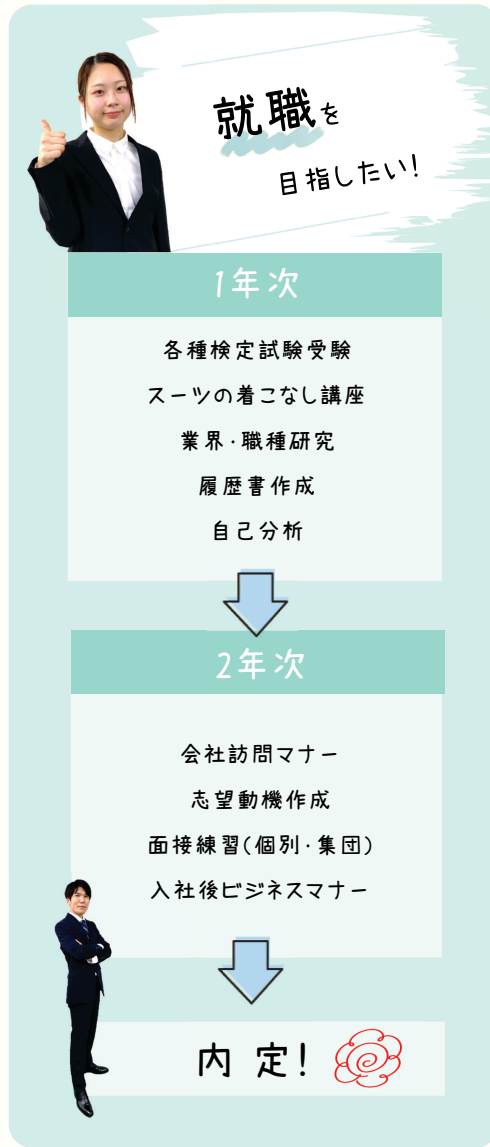 就職を
目指したい!
1年次
各種検定試験受験
スーツの着こなし講座
業界・職種研究
履歴書作成
自己分析
2年次
会社訪問マナー
志望動機作成
面接練習(個別・集団)
入社後ビジネスマナー
内定!